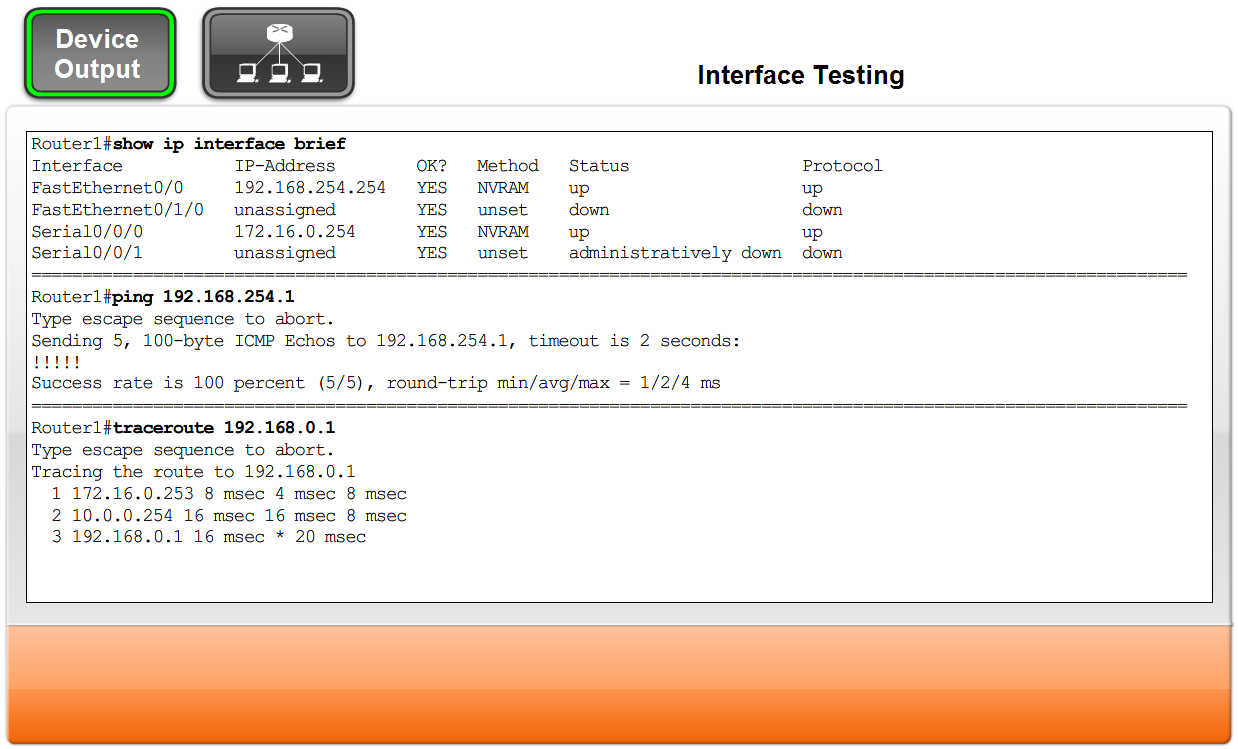 Device
Output
Interface Testing
Router1#show ip interface brief
Interface IP-Address OK? Method Status Protocol
FastEthernet0/0 192.168.254.254 YES NVRAM up up
FastEthernet0/1/0 unassigned YES unset down down
Serial0/0/0 172.16.0.254 YES NVRAM up up
Serial0/0/1 unassigned YES unset administratively down down
================================================================================
Router1#ping 192.168.254.1
Type escape sequence to abort.
Sending 5, 100-byte ICMP Echos to 192.168.254.1, timeout is 2 seconds:
!!!!!
Success rate is 100 percent (5/5), round-trip min/avg/max = 1/2/4 ms
================================================================================
Router1#traceroute 192.168.0.1
Type escape sequence to abort.
Tracing the route to 192.168.0.1
1 172.16.0.253 8 msec 4 msec 8 msec
2 10.0.0.254 16 msec 16 msec 8 msec
3 192.168.0.1 16 msec * 20 msec